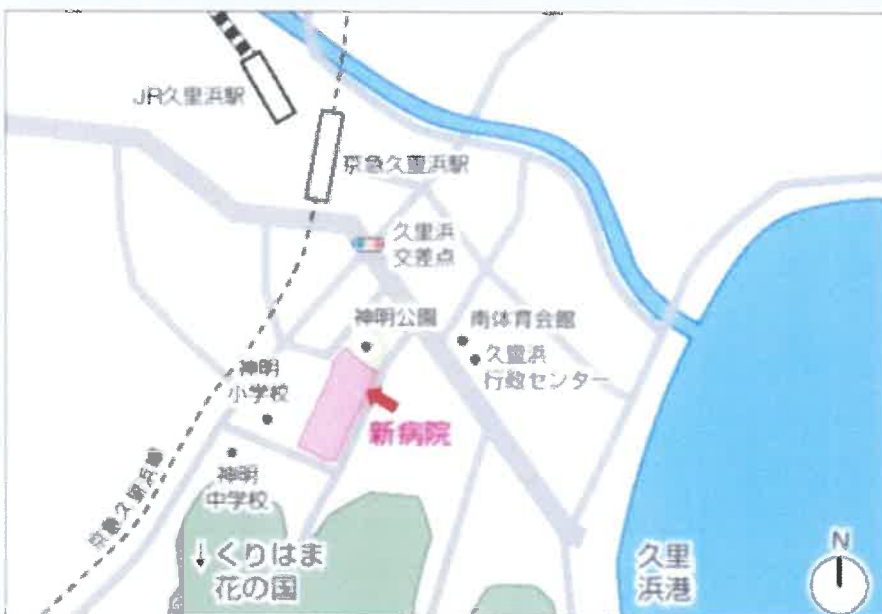 JR久里浜駅
京急久里浜駅
久里浜
交差点
神明公園
南体育会館
久里浜
行政センター
神明
小学校
新病院
神明
中学校
京急久里浜線
↓くりはま
花の国
久里
浜港
N